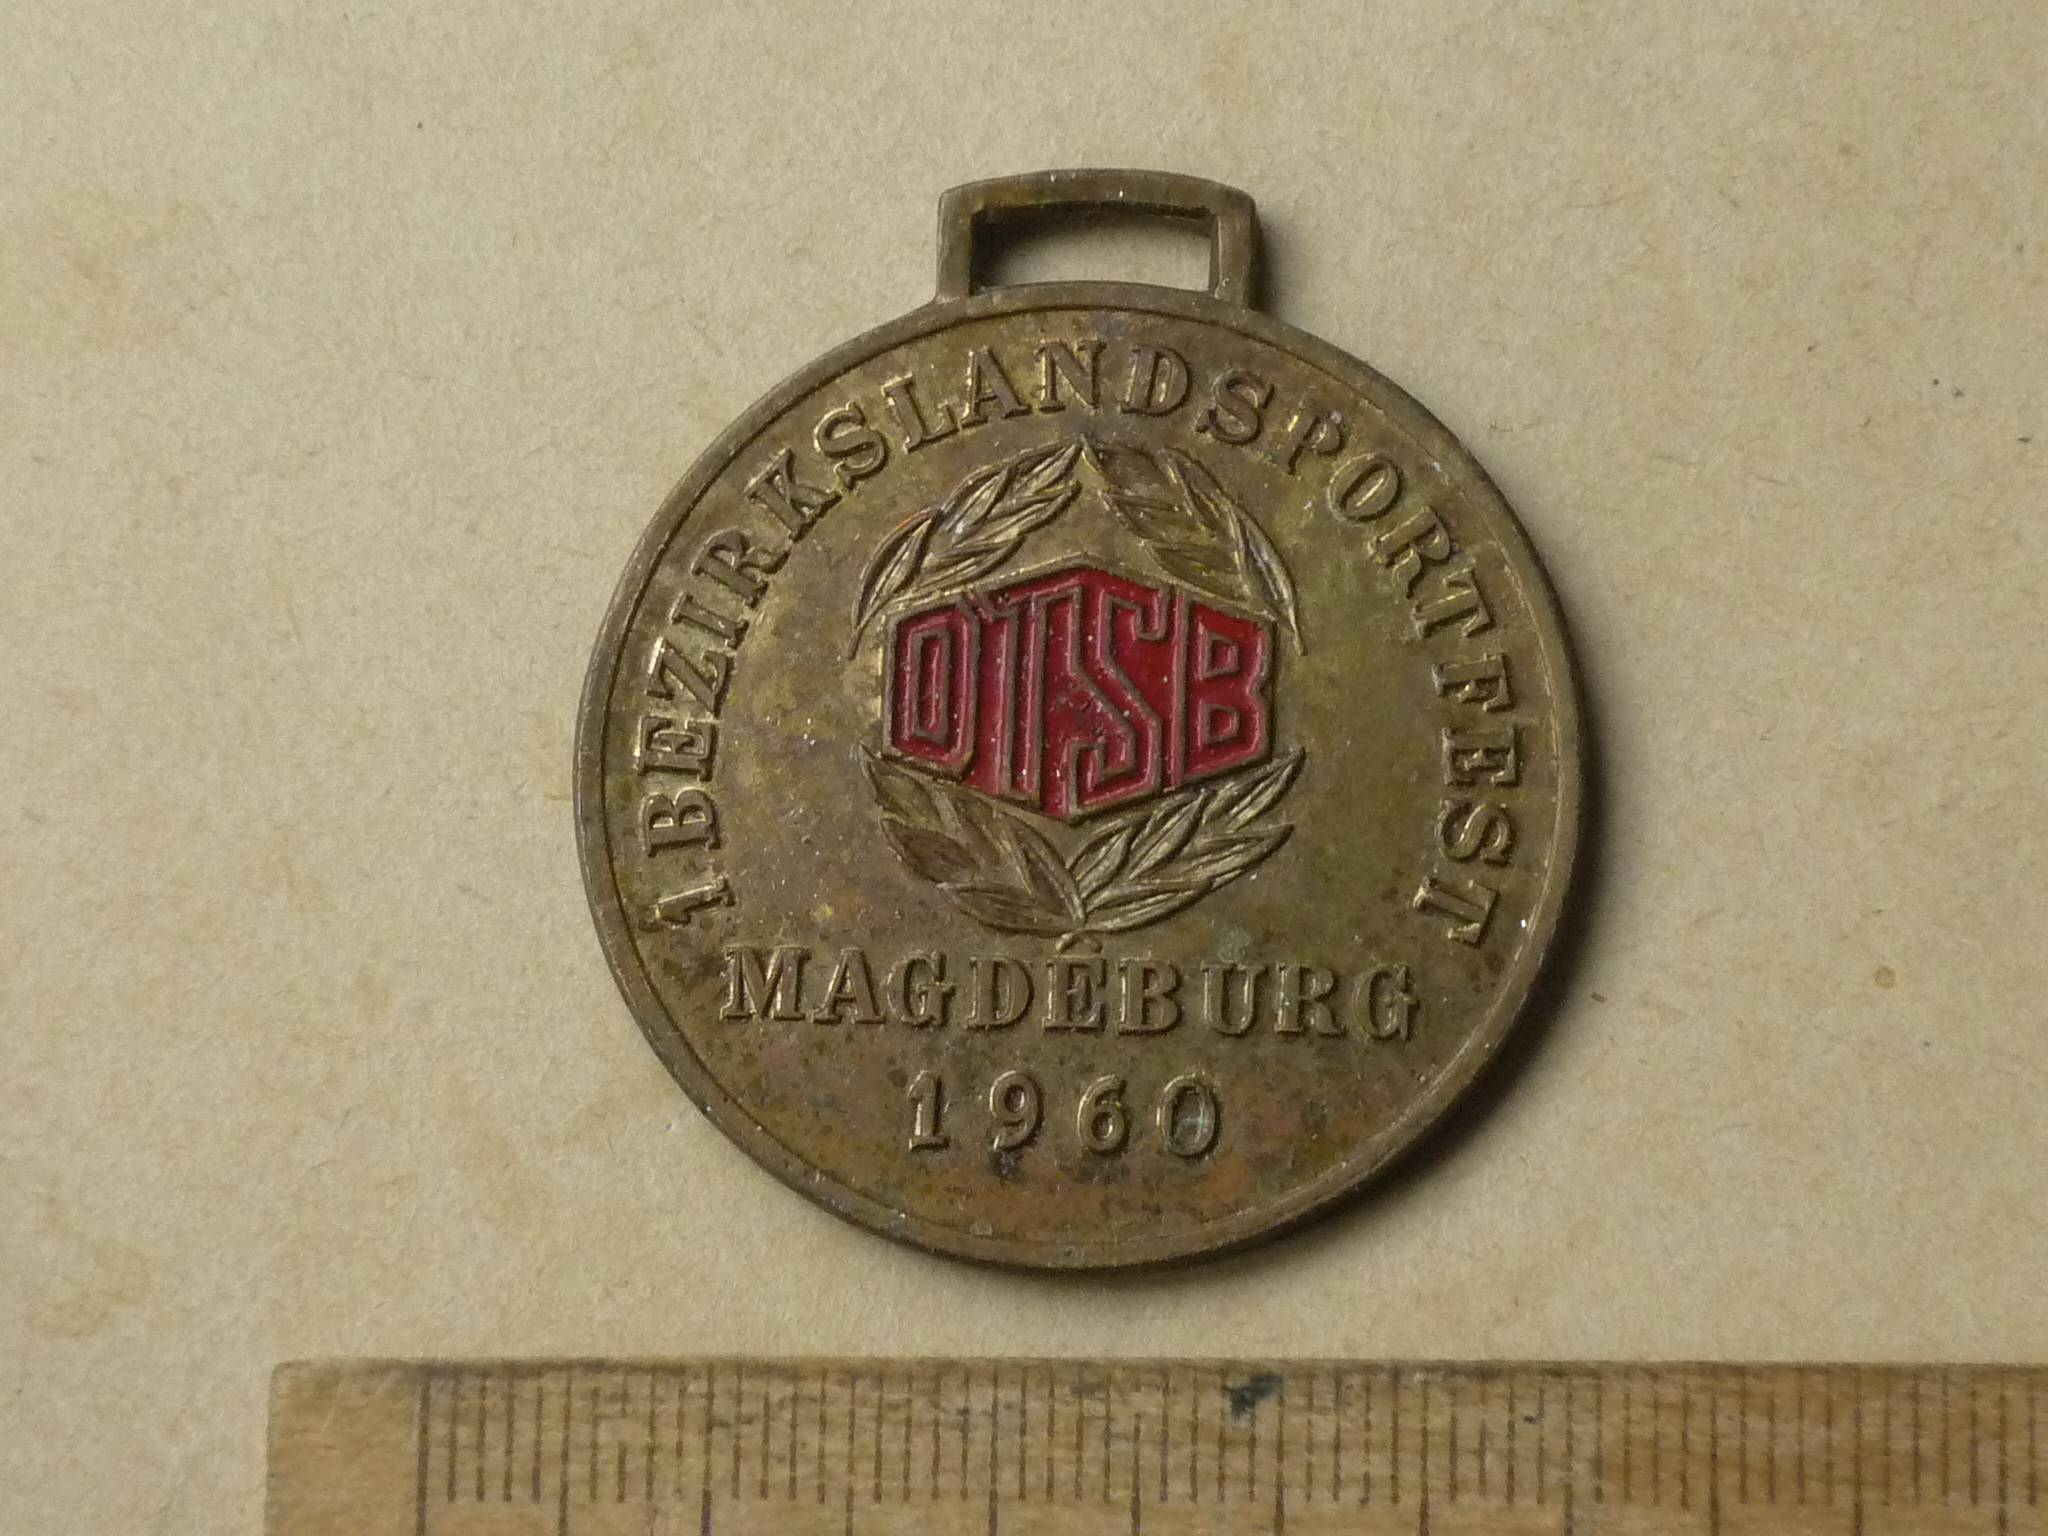 1 BEZIRKSLANDSPORTFEST
DTSB
MAGDEBURG
1960